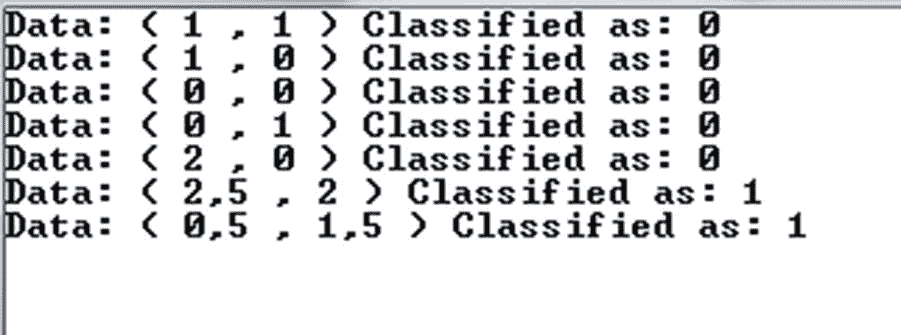 Data: ( 1 , 1 ) Classified as: 0
Data: ( 1 , 0 ) Classified as: 0
Data: ( 0 , 0 ) Classified as: 0
Data: ( 0 , 1 ) Classified as: 0
Data: ( 2 , 0 ) Classified as: 0
Data: ( 2,5 , 2 ) Classified as: 1
Data: ( 0,5 , 1,5 ) Classified as: 1